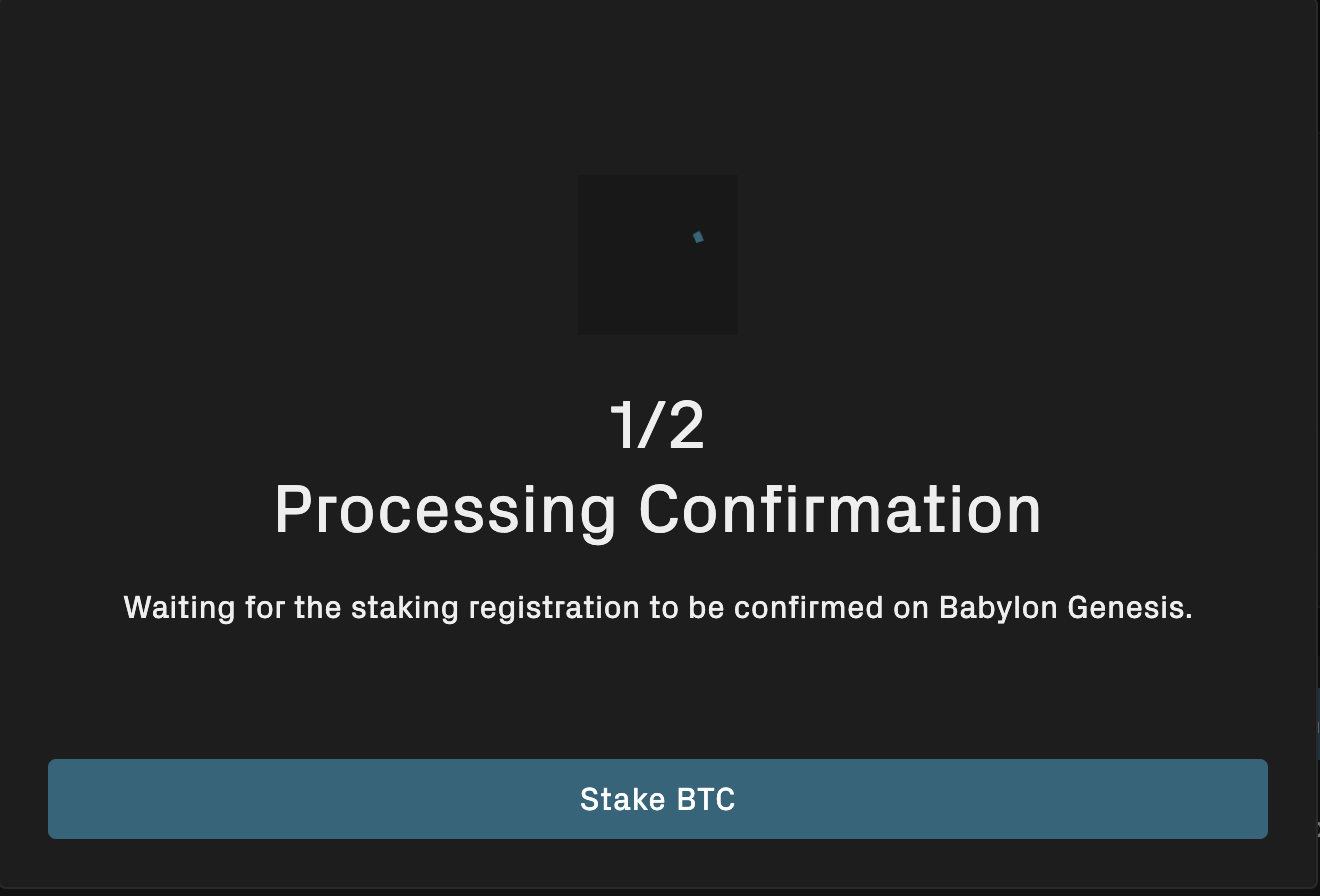 1/2
Processing Confirmation
Waiting for the staking registration to be confirmed on Babylon Genesis.
Stake BTC